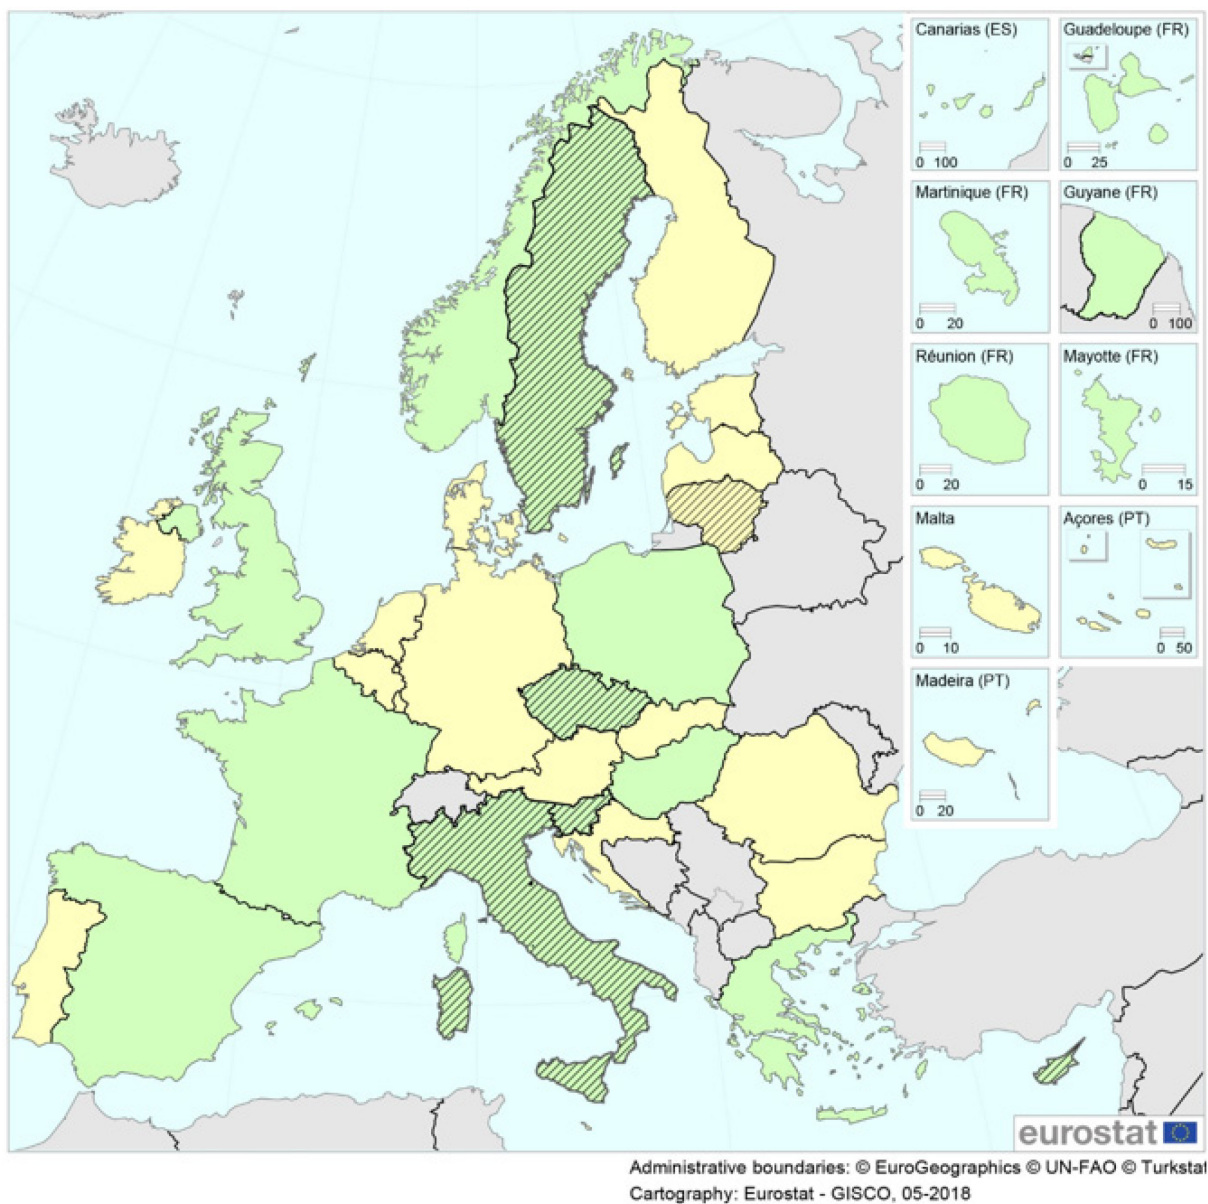 Canarias (ES)
0 100
Guadeloupe (FR)
0 25
Martinique (FR)
0 20
Guyane (FR)
0 100
Réunion (FR)
0 20
Mayotte (FR)
0 15
Malta
0 10
Açores (PT)
0 50
Madeira (PT)
0 20
eurostat
Administrative boundaries: © EuroGeographics © UN-FAO © Turkstat
Cartography: Eurostat - GISCO, 05-2018